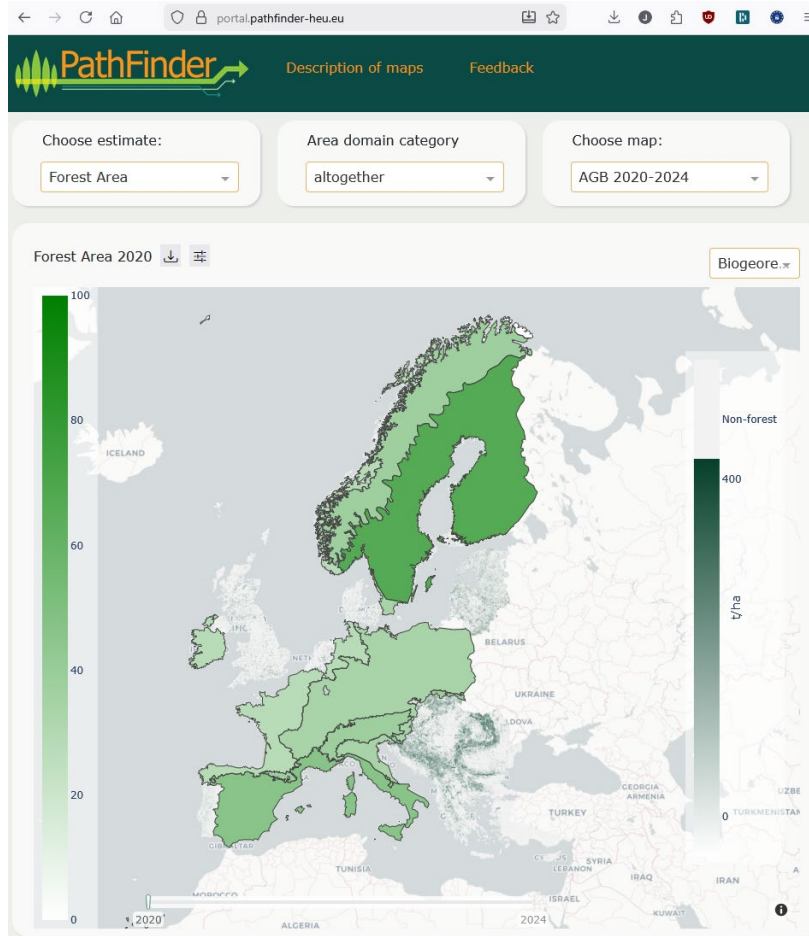 portal.pathfinder-heu.eu
PathFinder
Description of maps
Feedback
Choose estimate:
Area domain category
Choose map:
Forest Area
altogether
AGB 2020-2024
Forest Area 2020
Biogeore...
100
80
Non-forest
ICELAND
400
60
t/ha
BELARUS
40
UKRAINE
GEORGIA
ARMENIA
20
TURKEY
TURKMENISTAN
0
SYRIA
LEBANON
TUNISIA
IRAQ
IRAN
ISRAEL
MOROCCO
0
2020
2024
KUWAIT
ALGERIA